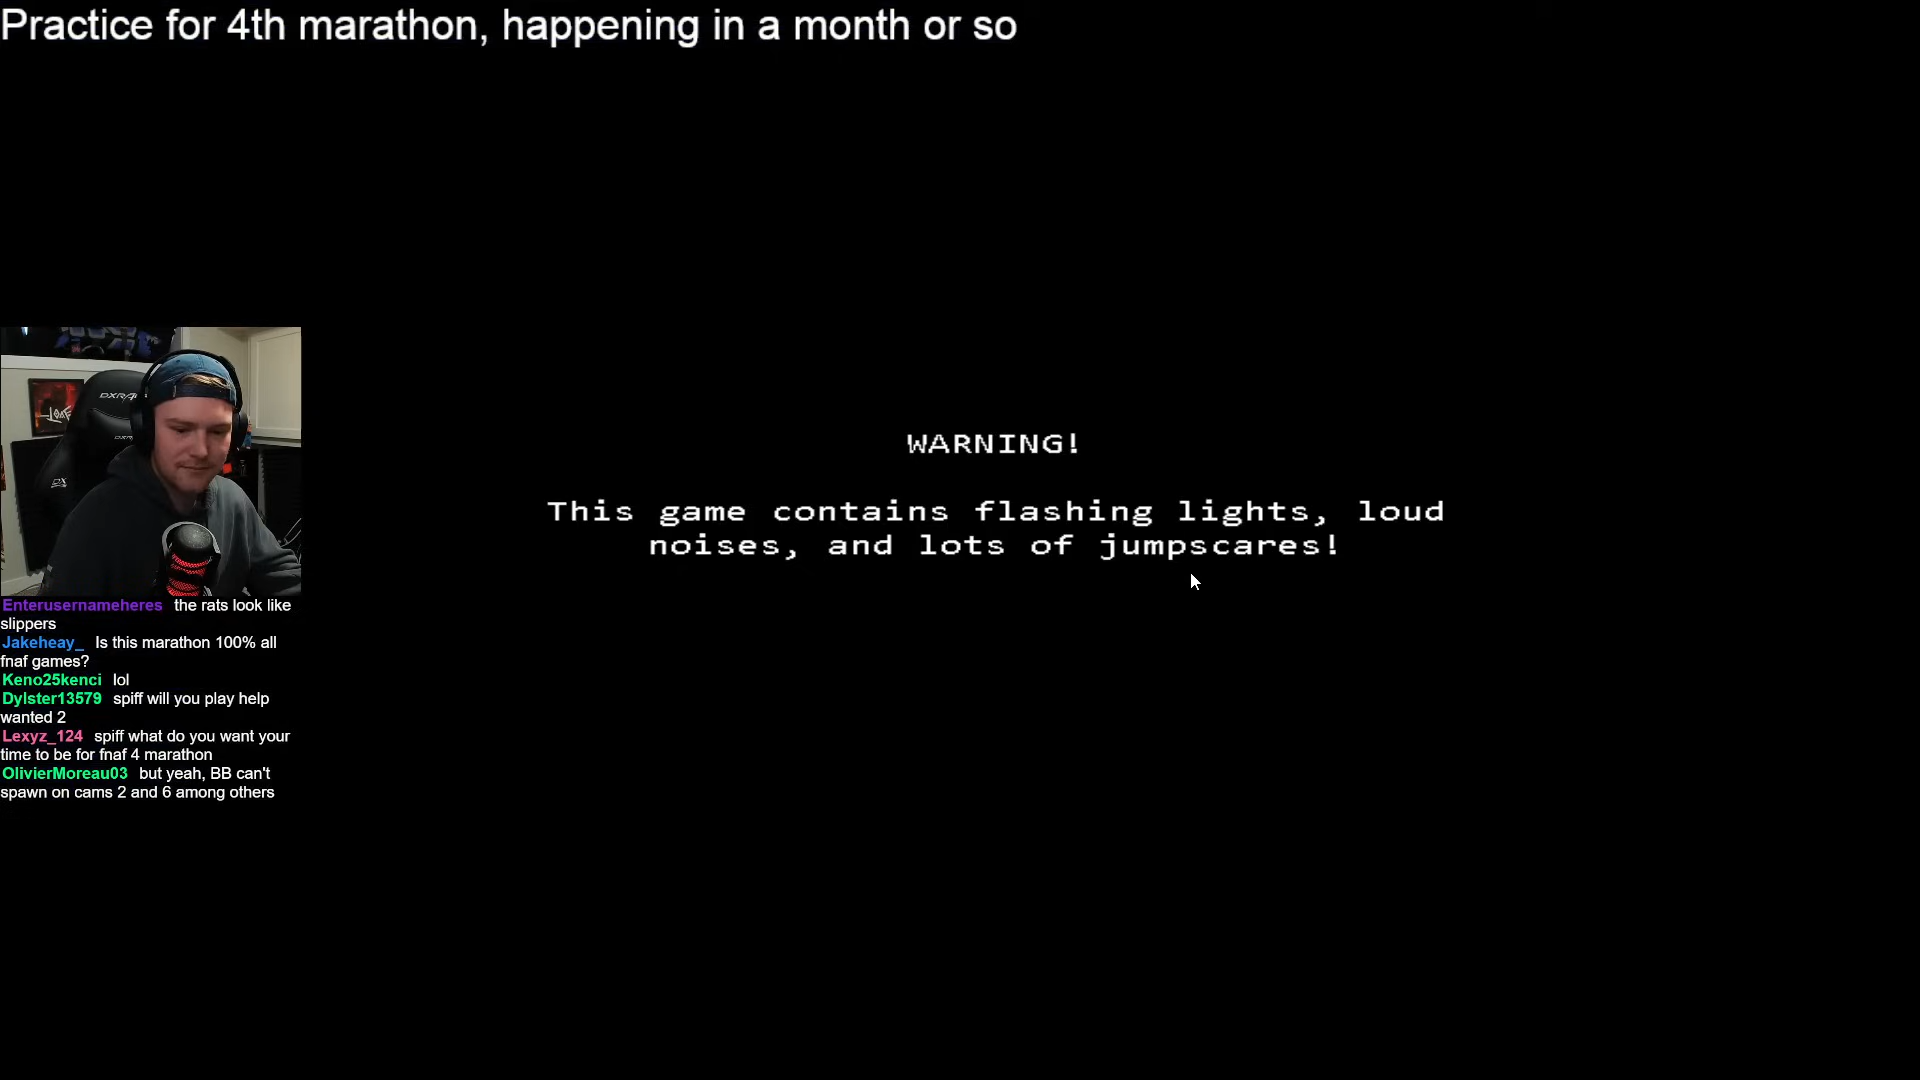 Practice for 4th marathon, happening in a month or so
DXRA
DX
WARNING!
This game contains flashing lights, loud
noises, and lots of jumpscares!
Enterusernameheres the rats look like
slippers
Jakeheay_ Is this marathon 100% all
fnaf games?
Keno25kenci lol
Dylster13579 spiff will you play help
wanted 2
Lexyz_124 spiff what do you want your
time to be for fnaf 4 marathon
OlivierMoreau03 but yeah, BB can't
spawn on cams 2 and 6 among others